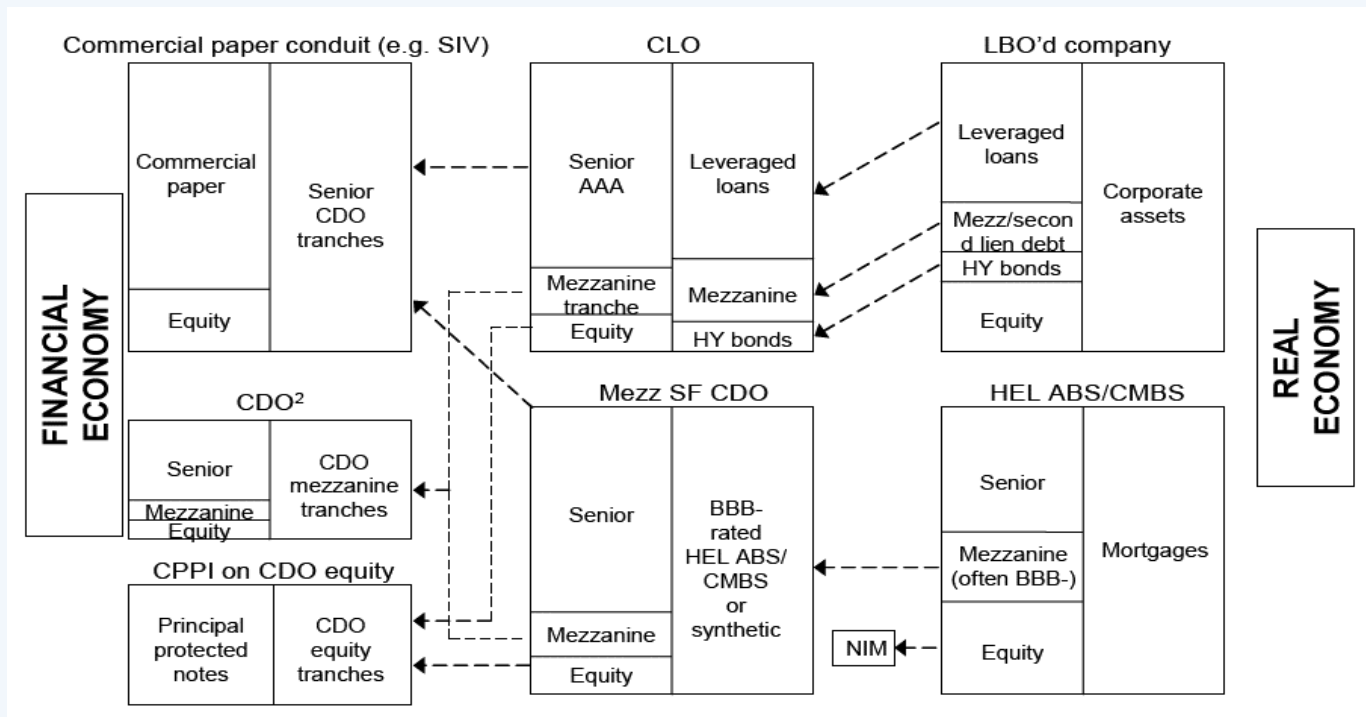 Commercial paper conduit (e.g. SIV)
CLO
LBO'd company
Commercial
paper
Equity
Senior
CDO
tranches
Senior
AAA
Mezzanine
tranche
Equity
Leveraged
loans
Mezzanine
HY bonds
Leveraged
loans
Mezz/secon
d lien debt
HY bonds
Equity
Corporate
assets
FINANCIAL
ECONOMY
REAL
ECONOMY
CDO²
Senior
Mezzanine
Equity
CDO
mezzanine
tranches
CPPI on CDO equity
Principal
protected
notes
CDO
equity
tranches
Mezz SF CDO
Senior
Mezzanine
Equity
BBB-
rated
HEL ABS/
CMBS
or
synthetic
HEL ABS/CMBS
Senior
Mezzanine
(often BBB-)
Equity
Mortgages
NIM